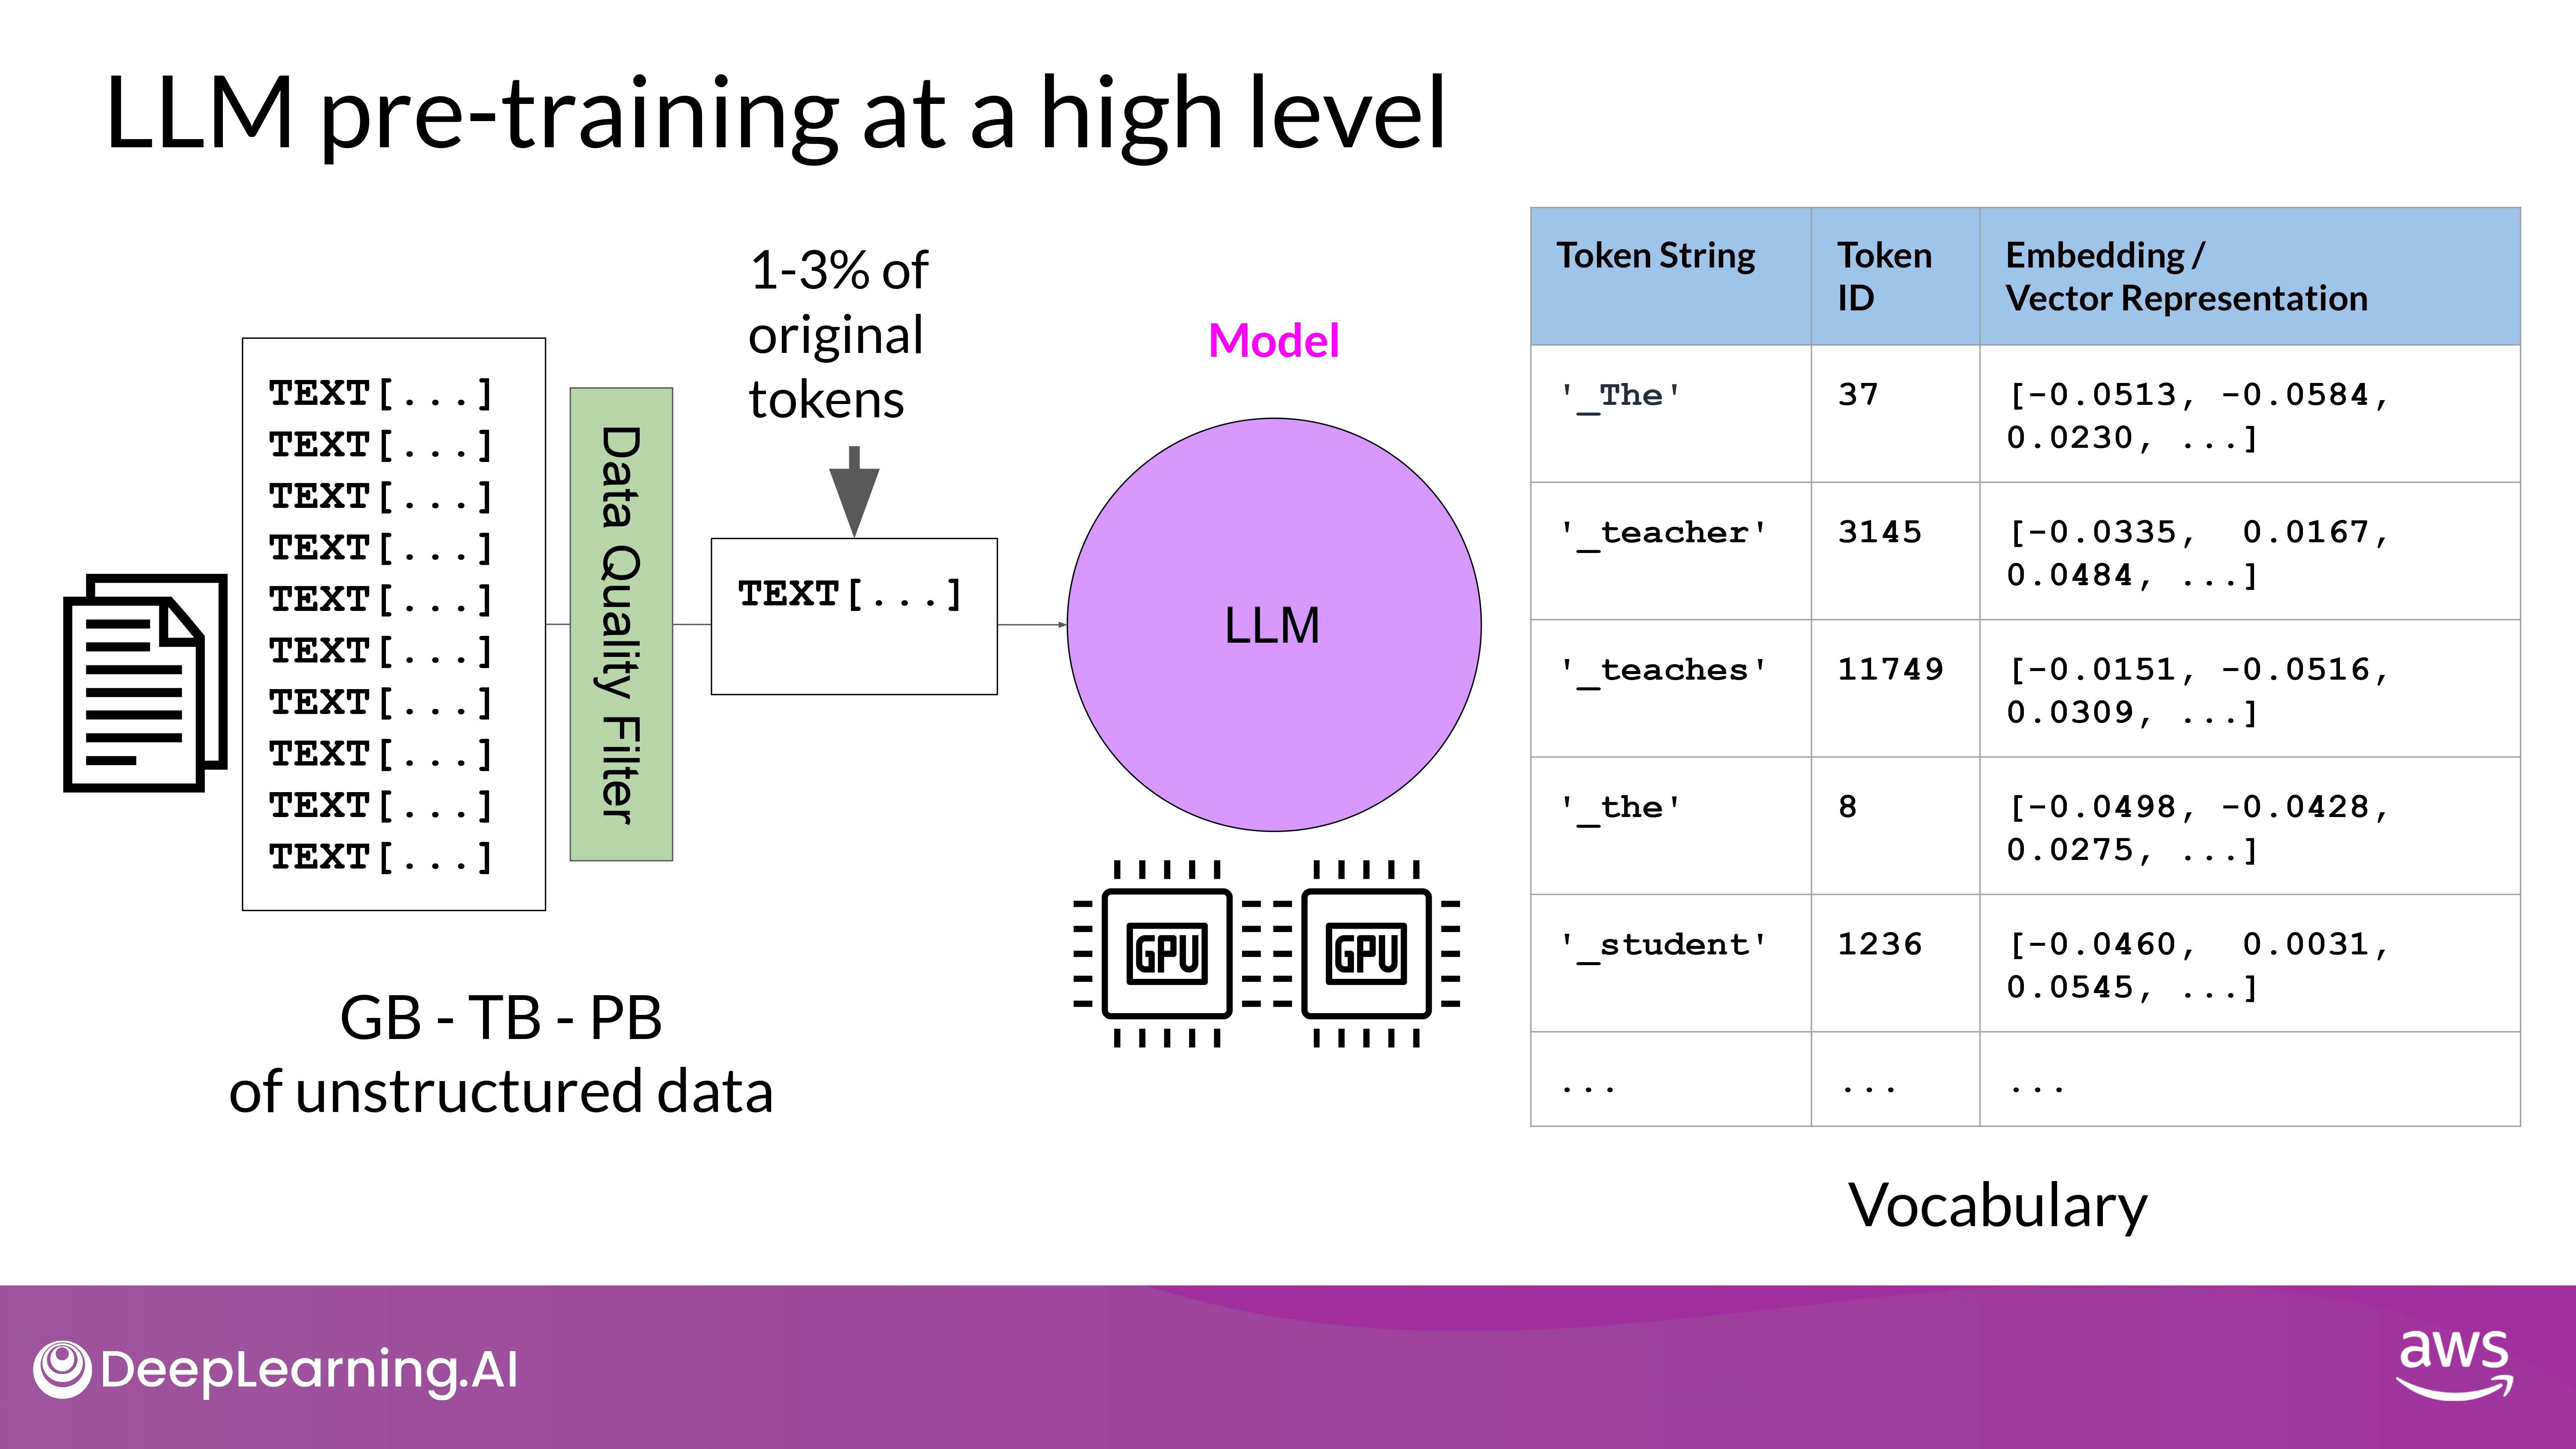 LLM pre-training at a high level
TEXT[...]
TEXT[...]
TEXT[...]
TEXT[...]
TEXT[...]
TEXT[...]
TEXT[...]
TEXT[...]
TEXT[...]
TEXT[...]
GB - TB - PB
of unstructured data
Data Quality Filter
1-3% of
original
tokens
TEXT[...]
Model
LLM
GPU GPU
Token String Token ID Embedding / Vector Representation
'_The' 37 [-0.0513, -0.0584,
0.0230, ...]
'_teacher' 3145 [-0.0335, 0.0167,
0.0484, ...]
'_teaches' 11749 [-0.0151, -0.0516,
0.0309, ...]
'_the' 8 [-0.0498, -0.0428,
0.0275, ...]
'_student' 1236 [-0.0460, 0.0031,
0.0545, ...]
... ... ...
Vocabulary
DeepLearning.AI
aws